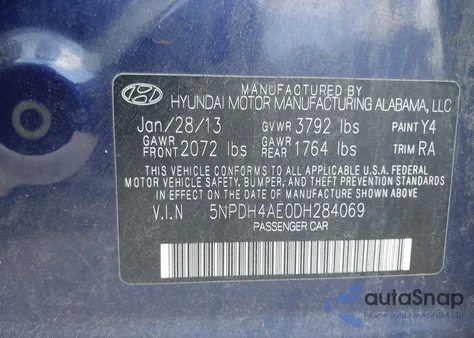 MANUFACTURED BY
HYUNDAI MOTOR MANUFACTURING ALABAMA, LLC
Jan/28/13 GVWR 3792 lbs PAINT Y4
GAWR FRONT 2072 lbs GAWR REAR 1764 lbs TRIM RA
THIS VEHICLE CONFORMS TO ALL APPLICABLE U.S.A FEDERAL
MOTOR VEHICLE SAFETY, BUMPER, AND THEFT
STANDARDS IN EFFECT ON THE DATE OF MANUFACTURE SHOWN ABOVE.
V.I.N 5NPDH4AE0DH284069
PASSENGER CAR
autoSnap